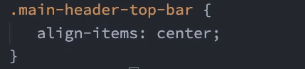 .main-header-top-bar {
    align-items: center;
}